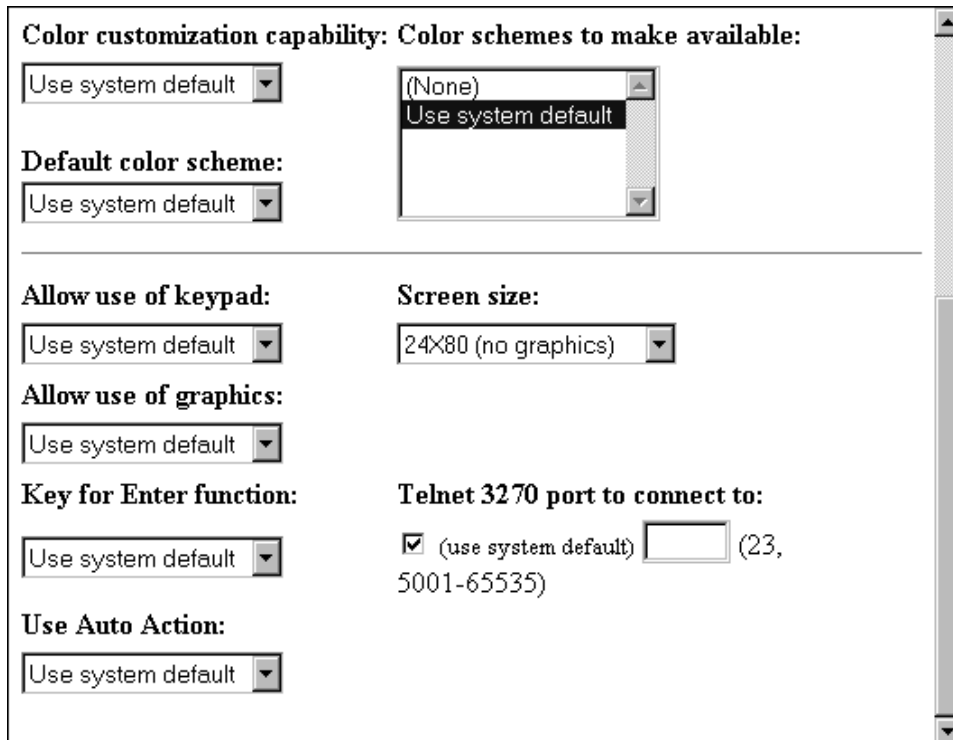 Color customization capability: Color schemes to make available:
Use system default
(None)
Use system default
Default color scheme:
Use system default
Allow use of keypad:
Screen size:
Use system default
24X80 (no graphics)
Allow use of graphics:
Use system default
Key for Enter function:
Telnet 3270 port to connect to:
Use system default
(use system default) (23,
5001-65535)
Use Auto Action:
Use system default